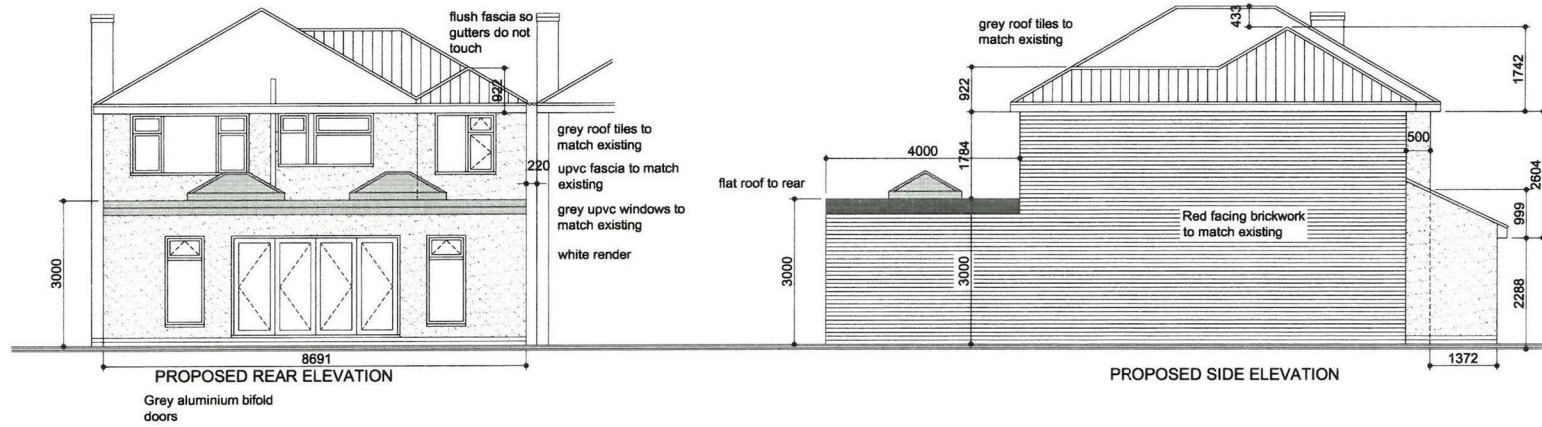 flush fascia so
gutters do not
touch
922
grey roof tiles to
match existing
220
upvc fascia to match
existing
grey upvc windows to
match existing
white render
3000
8691
PROPOSED REAR ELEVATION
Grey aluminium bifold
doors
grey roof tiles to
match existing
433
1742
922
500
4000
1784
2604
flat roof to rear
999
Red facing brickwork
to match existing
3000
3000
2288
1372
PROPOSED SIDE ELEVATION